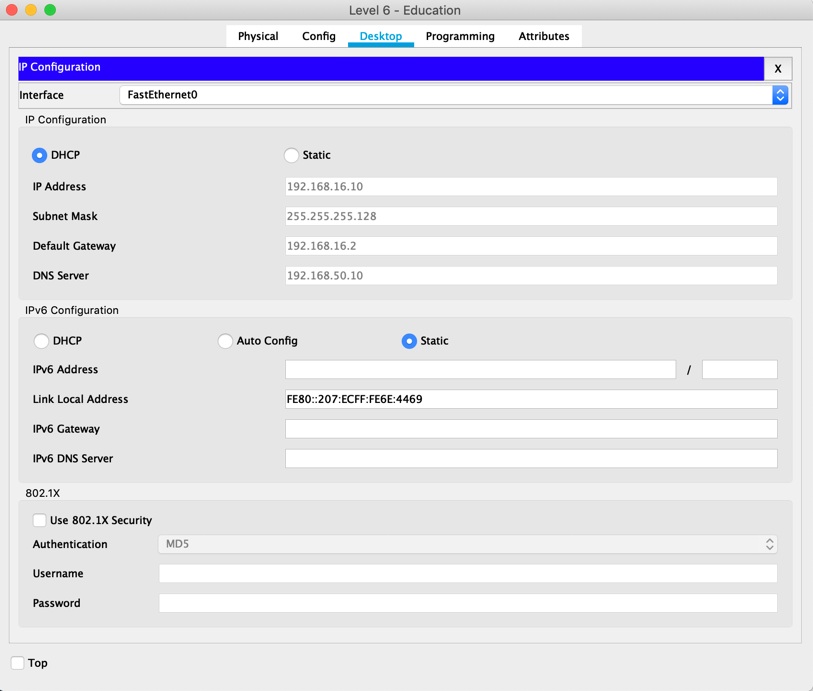 Level 6 - Education
Physical Config Desktop Programming Attributes
IP Configuration X
Interface FastEthernet0
IP Configuration
DHCP Static
IP Address 192.168.16.10
Subnet Mask 255.255.255.128
Default Gateway 192.168.16.2
DNS Server 192.168.50.10
IPv6 Configuration
DHCP Auto Config Static
IPv6 Address /
Link Local Address FE80::207:ECFF:FE6E:4469
IPv6 Gateway
IPv6 DNS Server
802.1X
Use 802.1X Security
Authentication MD5
Username
Password
Top